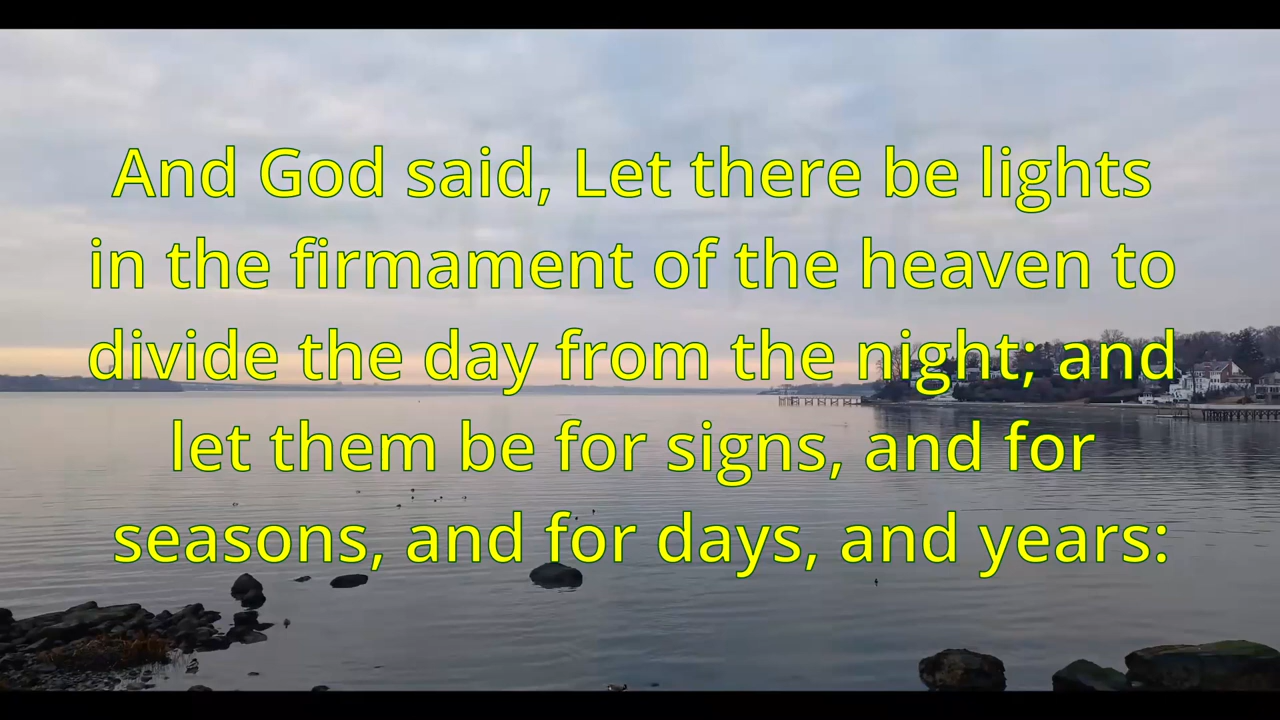 And God said, Let there be lights
in the firmament of the heaven to
divide the day from the night; and
let them be for signs, and for
seasons, and for days, and years: